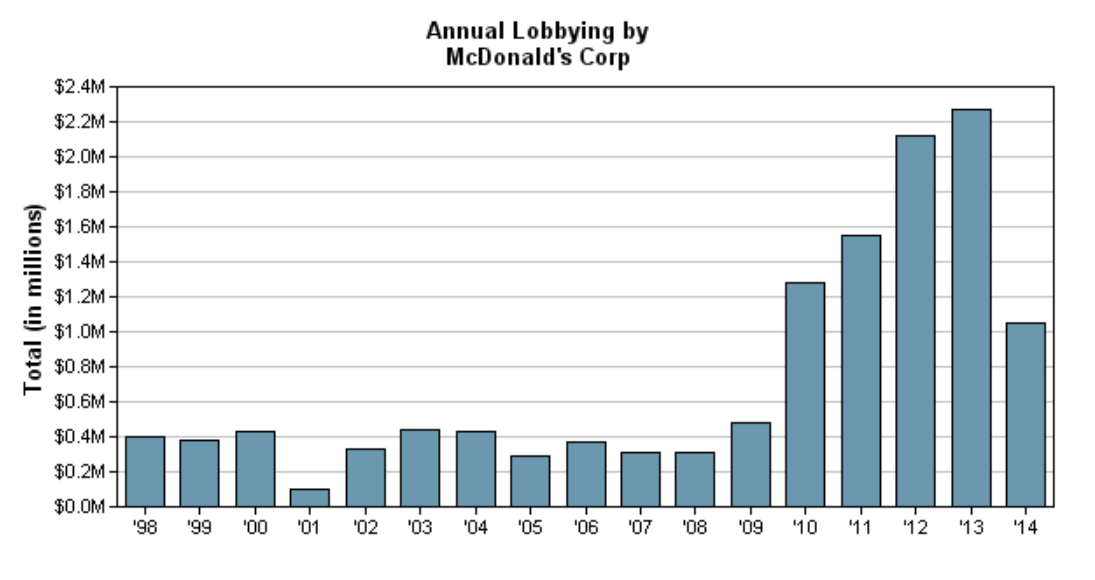 Annual Lobbying by
McDonald's Corp
Total (in millions)
$2.4M
$2.2M
$2.0M
$1.8M
$1.6M
$1.4M
$1.2M
$1.0M
$0.8M
$0.6M
$0.4M
$0.2M
$0.0M
'98 '99 '00 '01 '02 '03 '04 '05 '06 '07 '08 '09 '10 '11 '12 '13 '14